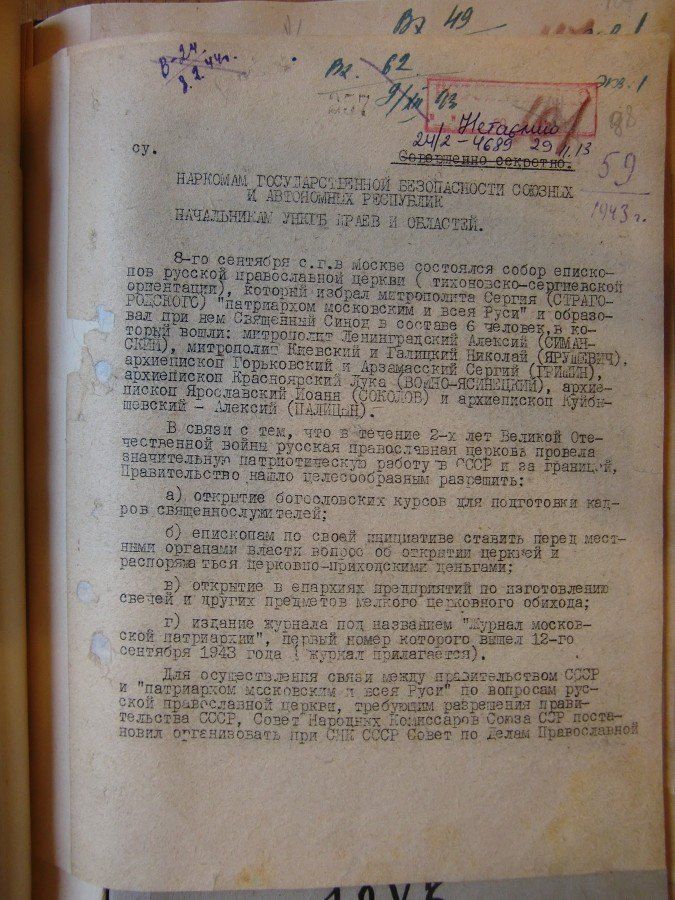 Вх 49
В-24
8.2.44г.
Вх. 62
9/XII 43
экз. 1
98
Негласно
24/2-4689 29.11.13
су.
Совершенно секретно.
59
1943 г.
НАРКОМАМ ГОСУДАРСТВЕННОЙ БЕЗОПАСНОСТИ СОЮЗНЫХ
И АВТОНОМНЫХ РЕСПУБЛИК
НАЧАЛЬНИКАМ УНКГБ КРАЕВ И ОБЛАСТЕЙ.
8-го сентября с.г.в Москве состоялся собор еписко-
пов русской православной церкви ( тихоновско-сергиевской
ориентации), который избрал митрополита Сергия (СТРАГО-
РОДСКОГО) "патриархом московским и всея Руси" и образо-
вал при нем Священный Синод в составе 6 человек,в ко-
торый вошли: митрополит Ленинградский Алексий (СИМАН-
СКИЙ), митрополит Киевский и Галицкий Николай (ЯРУШЕВИЧ),
архиепископ Горьковский и Арзамасский Сергий (ГРИШИН),
архиепископ Красноярский Лука (ВОЙНО-ЯСИНЕЦКИЙ), архие-
пископ Ярославский Иоанн (СОКОЛОВ) и архиепископ Куйбы-
шевский - Алексий (ПАЛИЦЫН).
В связи с тем, что в течение 2-х лет Великой Оте-
чественной войны русская православная церковь провела
значительную патриотическую работу в СССР и за границей,
Правительство нашло целесообразным разрешить:
а) открытие богословских курсов для подготовки кад-
ров священнослужителей;
б) епископам по своей инициативе ставить перед мест-
ными органами власти вопрос об открытии церквей и
распоряжаться церковно-приходскими деньгами;
в) открытие в епархиях предприятий по изготовлению
свечей и других предметов мелкого церковного обихода;
г) издание журнала под названием "Журнал москов-
ской патриархии", первый номер которого вышел 12-го
сентября 1943 года ( журнал прилагается).
Для осуществления связи между правительством СССР
и "патриархом московским и всея Руси" по вопросам рус-
ской православной церкви, требующим разрешения прави-
тельства СССР, Совет Народных Комиссаров Союза ССР поста-
новил организовать при СНК СССР Совет по Делам Православной